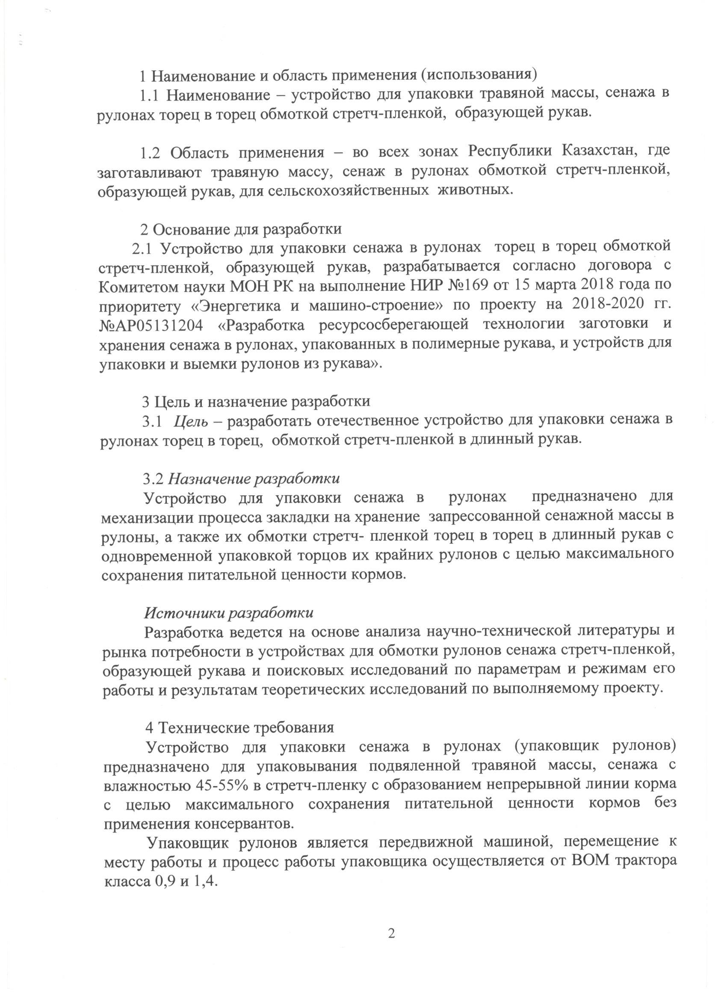 1 Наименование и область применения (использования)
1.1 Наименование – устройство для упаковки травяной массы, сенажа в
рулонах торец в торец обмоткой стретч-пленкой, образующей рукав.
1.2 Область применения – во всех зонах Республики Казахстан, где
заготавливают травяную массу, сенаж в рулонах обмоткой стретч-пленкой,
образующей рукав, для сельскохозяйственных животных.
2 Основание для разработки
2.1 Устройство для упаковки сенажа в рулонах торец в торец обмоткой
стретч-пленкой, образующей рукав, разрабатывается согласно договора с
Комитетом науки МОН РК на выполнение НИР №169 от 15 марта 2018 года по
приоритету «Энергетика и машино-строение» по проекту на 2018-2020 гг.
№АР05131204 «Разработка ресурсосберегающей технологии заготовки и
хранения сенажа в рулонах, упакованных в полимерные рукава, и устройств для
упаковки и выемки рулонов из рукава».
3 Цель и назначение разработки
3.1 Цель – разработать отечественное устройство для упаковки сенажа в
рулонах торец в торец, обмоткой стретч-пленкой в длинный рукав.
3.2 Назначение разработки
Устройство для упаковки сенажа в рулонах предназначено для
механизации процесса закладки на хранение запрессованной сенажной массы в
рулоны, а также их обмотки стретч- пленкой торец в торец в длинный рукав с
одновременной упаковкой торцов их крайних рулонов с целью максимального
сохранения питательной ценности кормов.
Источники разработки
Разработка ведется на основе анализа научно-технической литературы и
рынка потребности в устройствах для обмотки рулонов сенажа стретч-пленкой,
образующей рукава и поисковых исследований по параметрам и режимам его
работы и результатам теоретических исследований по выполняемому проекту.
4 Технические требования
Устройство для упаковки сенажа в рулонах (упаковщик рулонов)
предназначено для упаковывания подвяленной травяной массы, сенажа с
влажностью 45-55% в стретч-пленку с образованием непрерывной линии корма
с целью максимального сохранения питательной ценности кормов без
применения консервантов.
Упаковщик рулонов является передвижной машиной, перемещение к
месту работы и процесс работы упаковщика осуществляется от ВОМ трактора
класса 0,9 и 1,4.
2